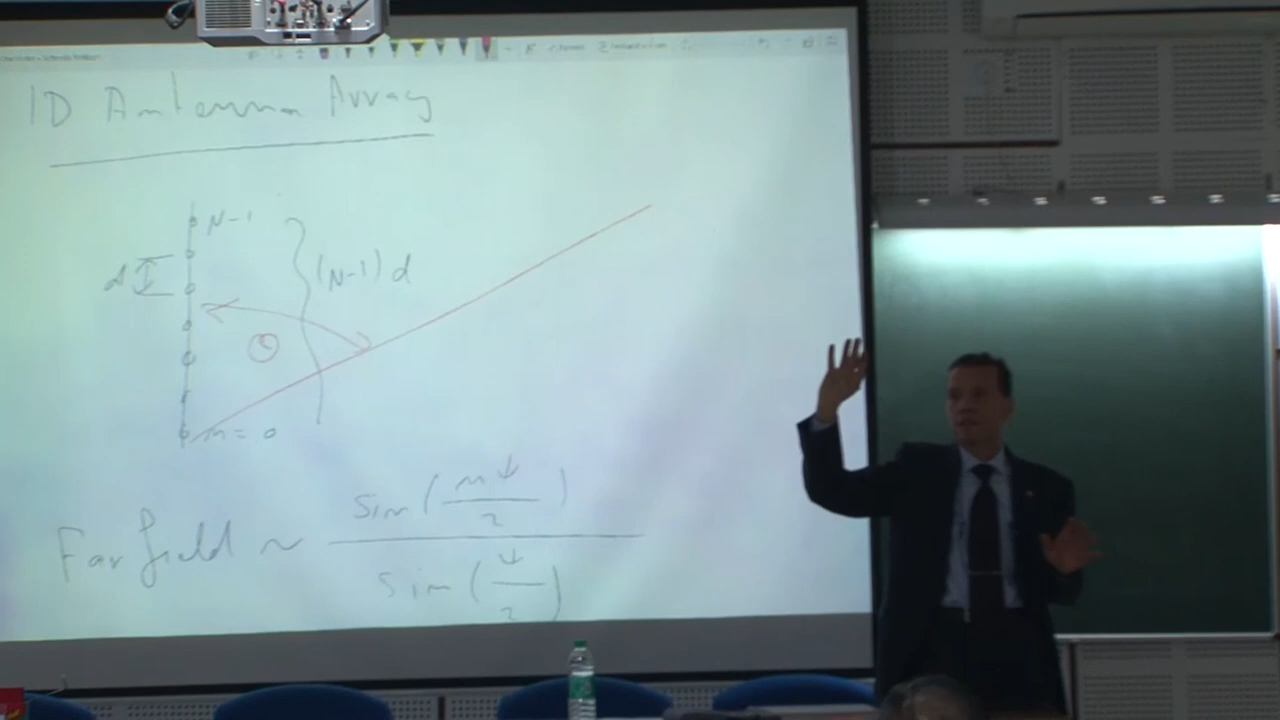 1D Antenna Array
N-1
d
(N-1) d
n = 0
Far field ~ sin ( nψ / 2 ) / sin ( ψ / 2 )